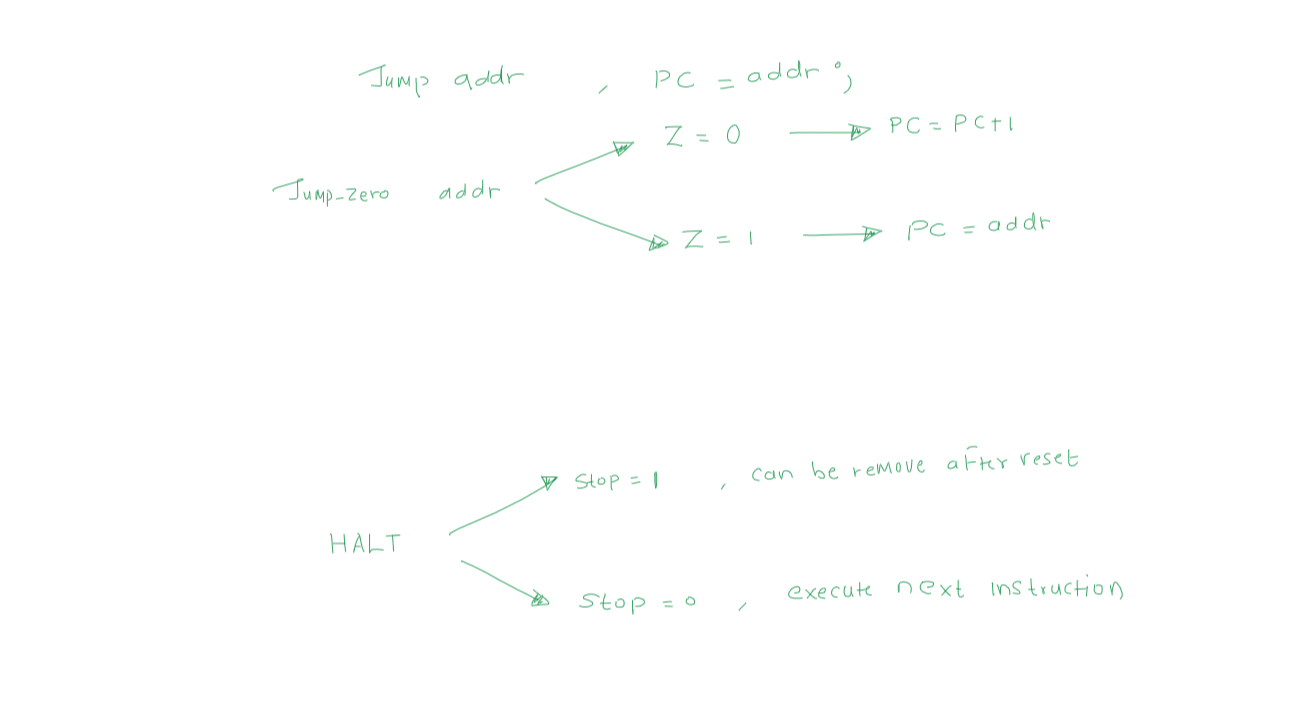 Jump addr , PC = addr ;
Z = 0 PC = PC+1
Jump_Zero addr
Z = 1 PC = addr
Stop = 1 , can be remove after reset
HALT
Stop = 0 , execute next instruction